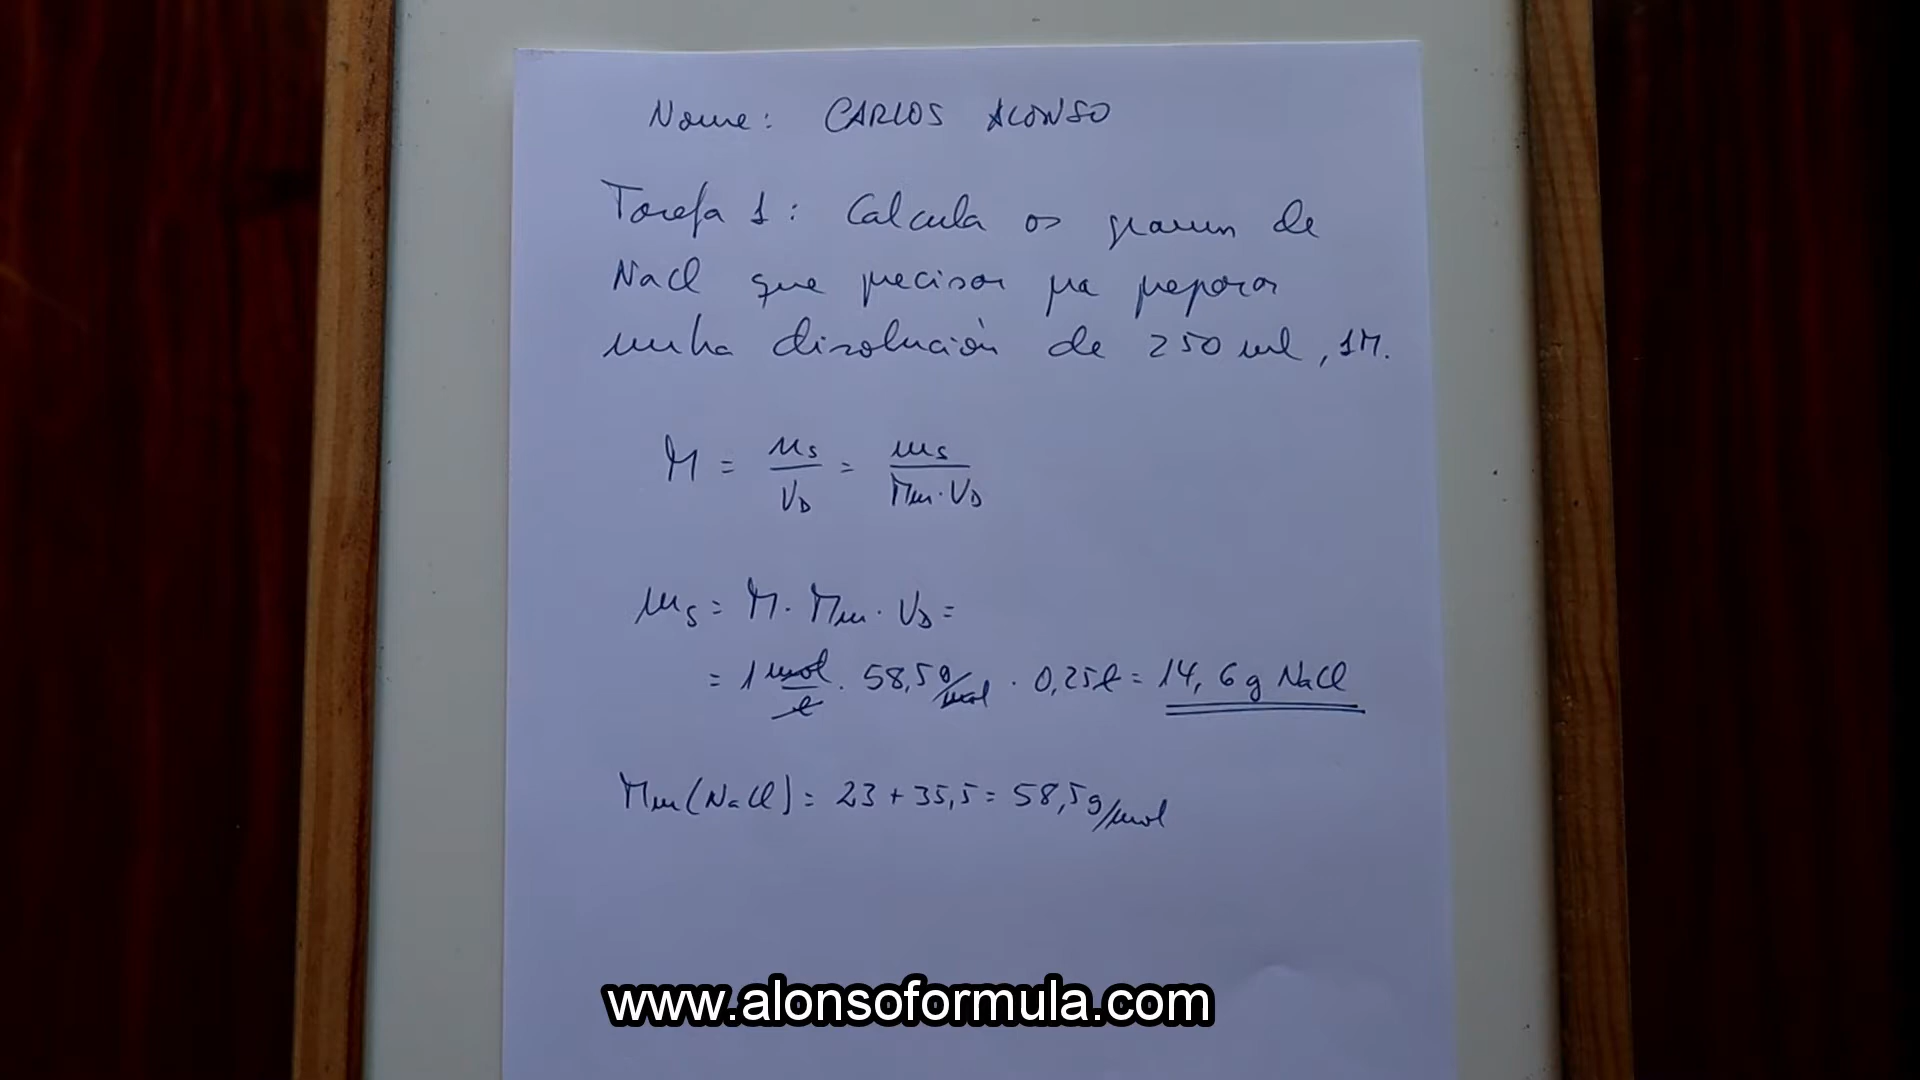 Nome: CARLOS ALONSO
Tarefa 1: Calcula os gramos de
NaCl que precisas pra preparar
unha disolución de 250 ml, 1M.
M = ns/VD = ms/(Mm · VD)
ms = M · Mm · VD =
= 1 mol/l · 58,5 g/mol · 0,25 l = 14,6 g NaCl
Mm (NaCl) = 23 + 35,5 = 58,5 g/mol
www.alonsoformula.com